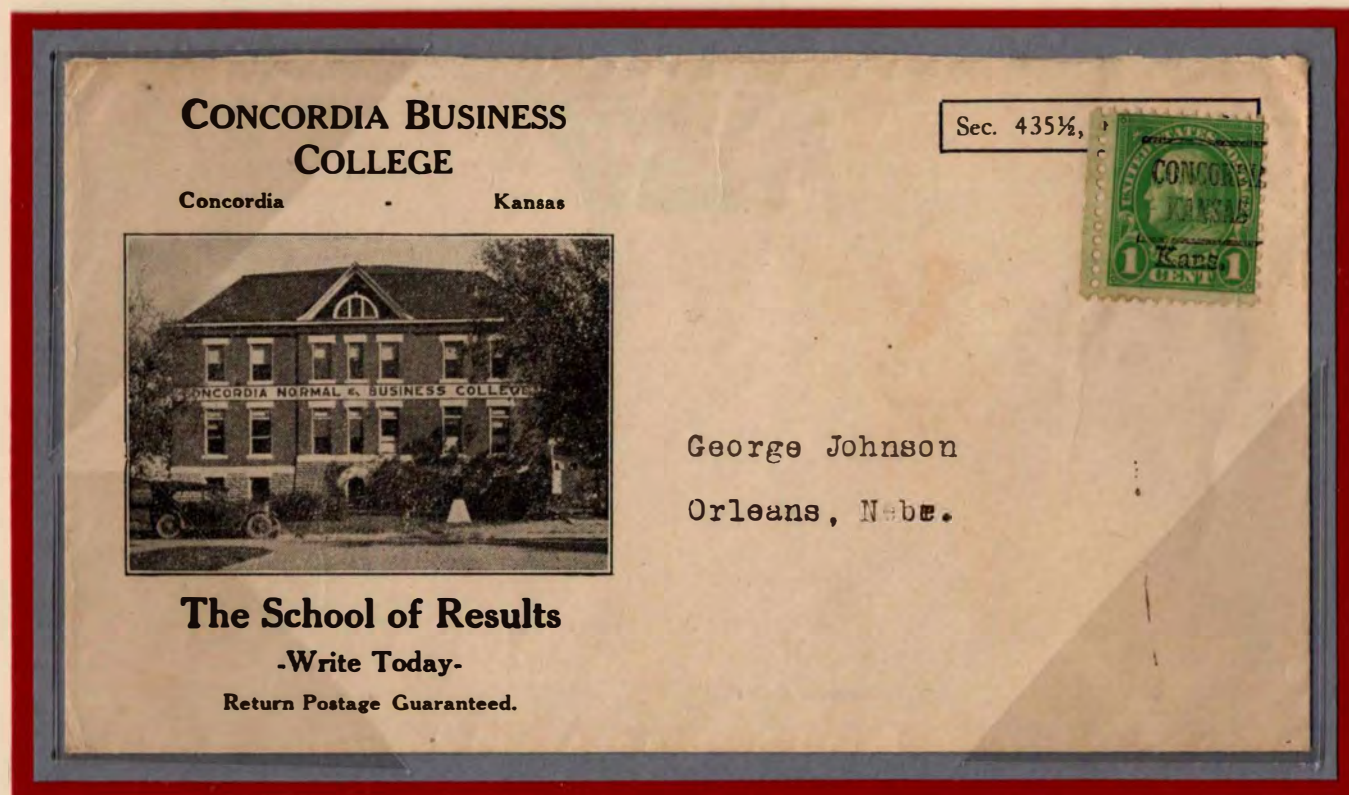 CONCORDIA BUSINESS
COLLEGE
Concordia - Kansas
CONCORDIA NORMAL & BUSINESS COLLEGE
The School of Results
-Write Today-
Return Postage Guaranteed.
Sec. 435½,
CONCORDIA
KANSAS
Kans.
1 CENT 1
George Johnson
Orleans, Nebr.